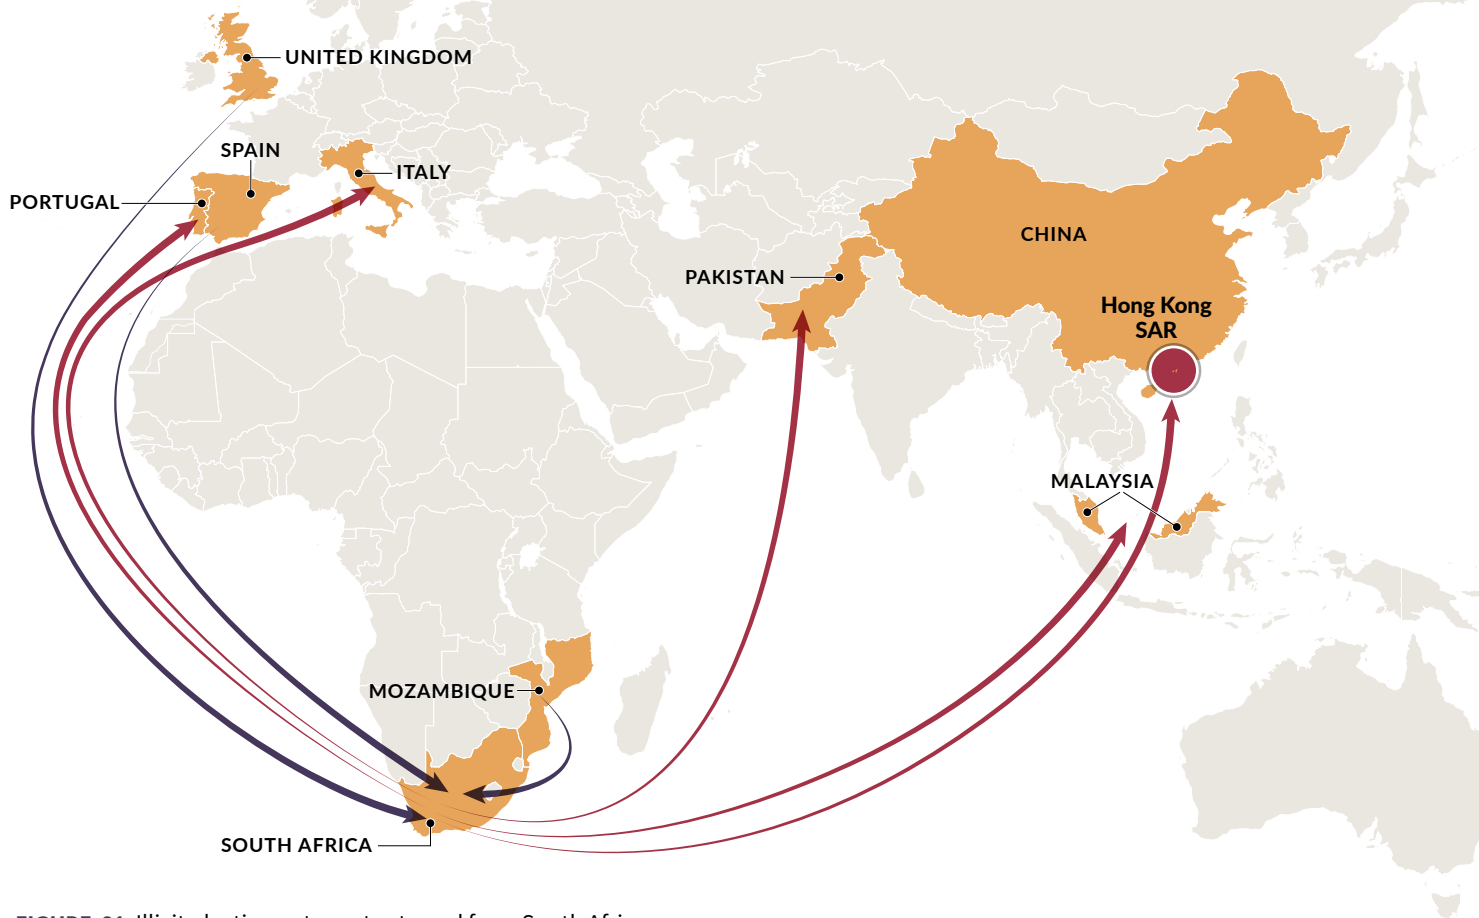 UNITED KINGDOM
SPAIN
ITALY
PORTUGAL
CHINA
PAKISTAN
Hong Kong
SAR
MALAYSIA
MOZAMBIQUE
SOUTH AFRICA